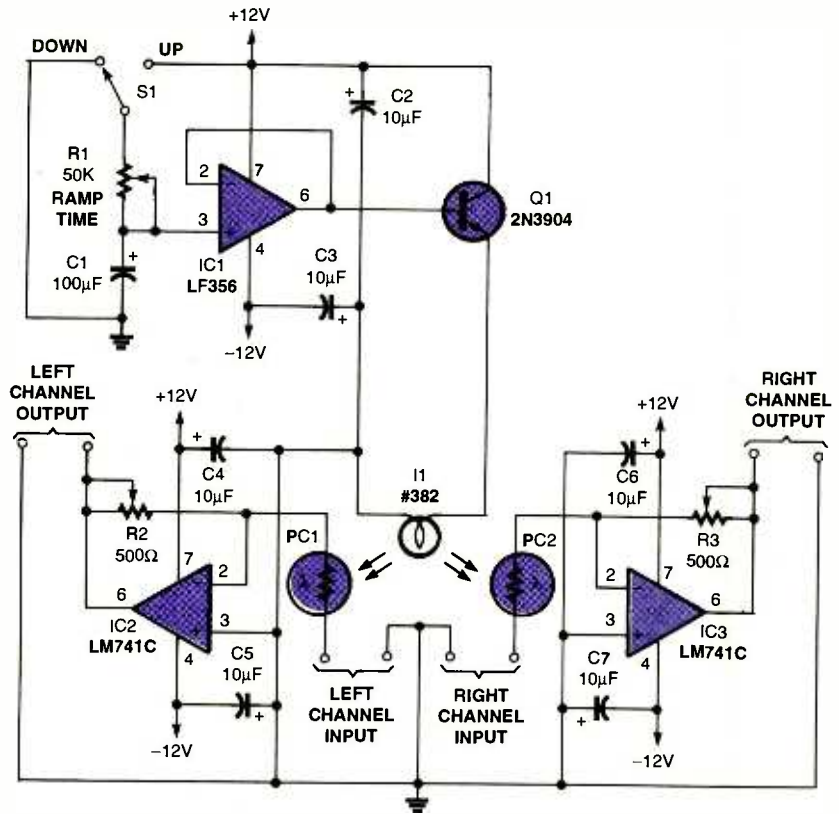 +12V
DOWN
UP
S1
+
C2
10µF
R1
50K
RAMP
TIME
2
7
6
3
4
IC1
LF356
Q1
2N3904
+
C1
100µF
C3
10µF
+
−12V
LEFT
CHANNEL
OUTPUT
+12V
+
C4
10µF
I1
#382
+12V
+
C6
10µF
RIGHT
CHANNEL
OUTPUT
R2
500Ω
PC1
PC2
R3
500Ω
7
2
6
3
4
IC2
LM741C
2
7
6
3
4
IC3
LM741C
C5
10µF
+
C7
10µF
+
LEFT
CHANNEL
INPUT
RIGHT
CHANNEL
INPUT
−12V
−12V